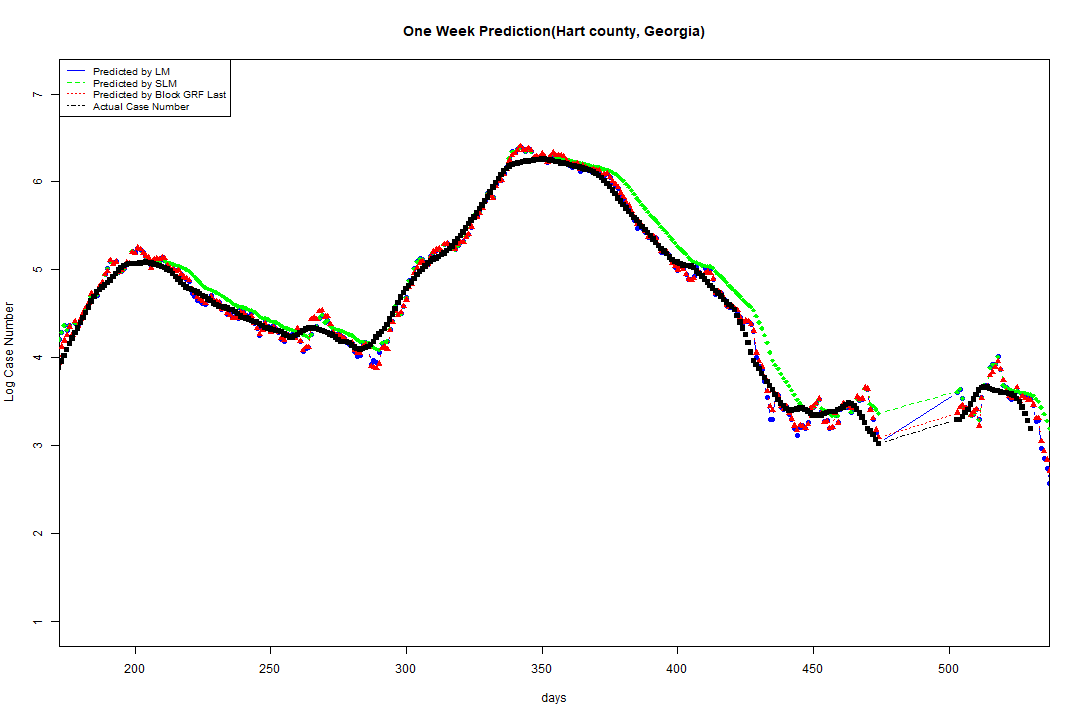 One Week Prediction(Hart county, Georgia)
Predicted by LM
Predicted by SLM
Predicted by Block GRF Last
Actual Case Number
7
6
5
4
3
2
1
Log Case Number
200 250 300 350 400 450 500
days